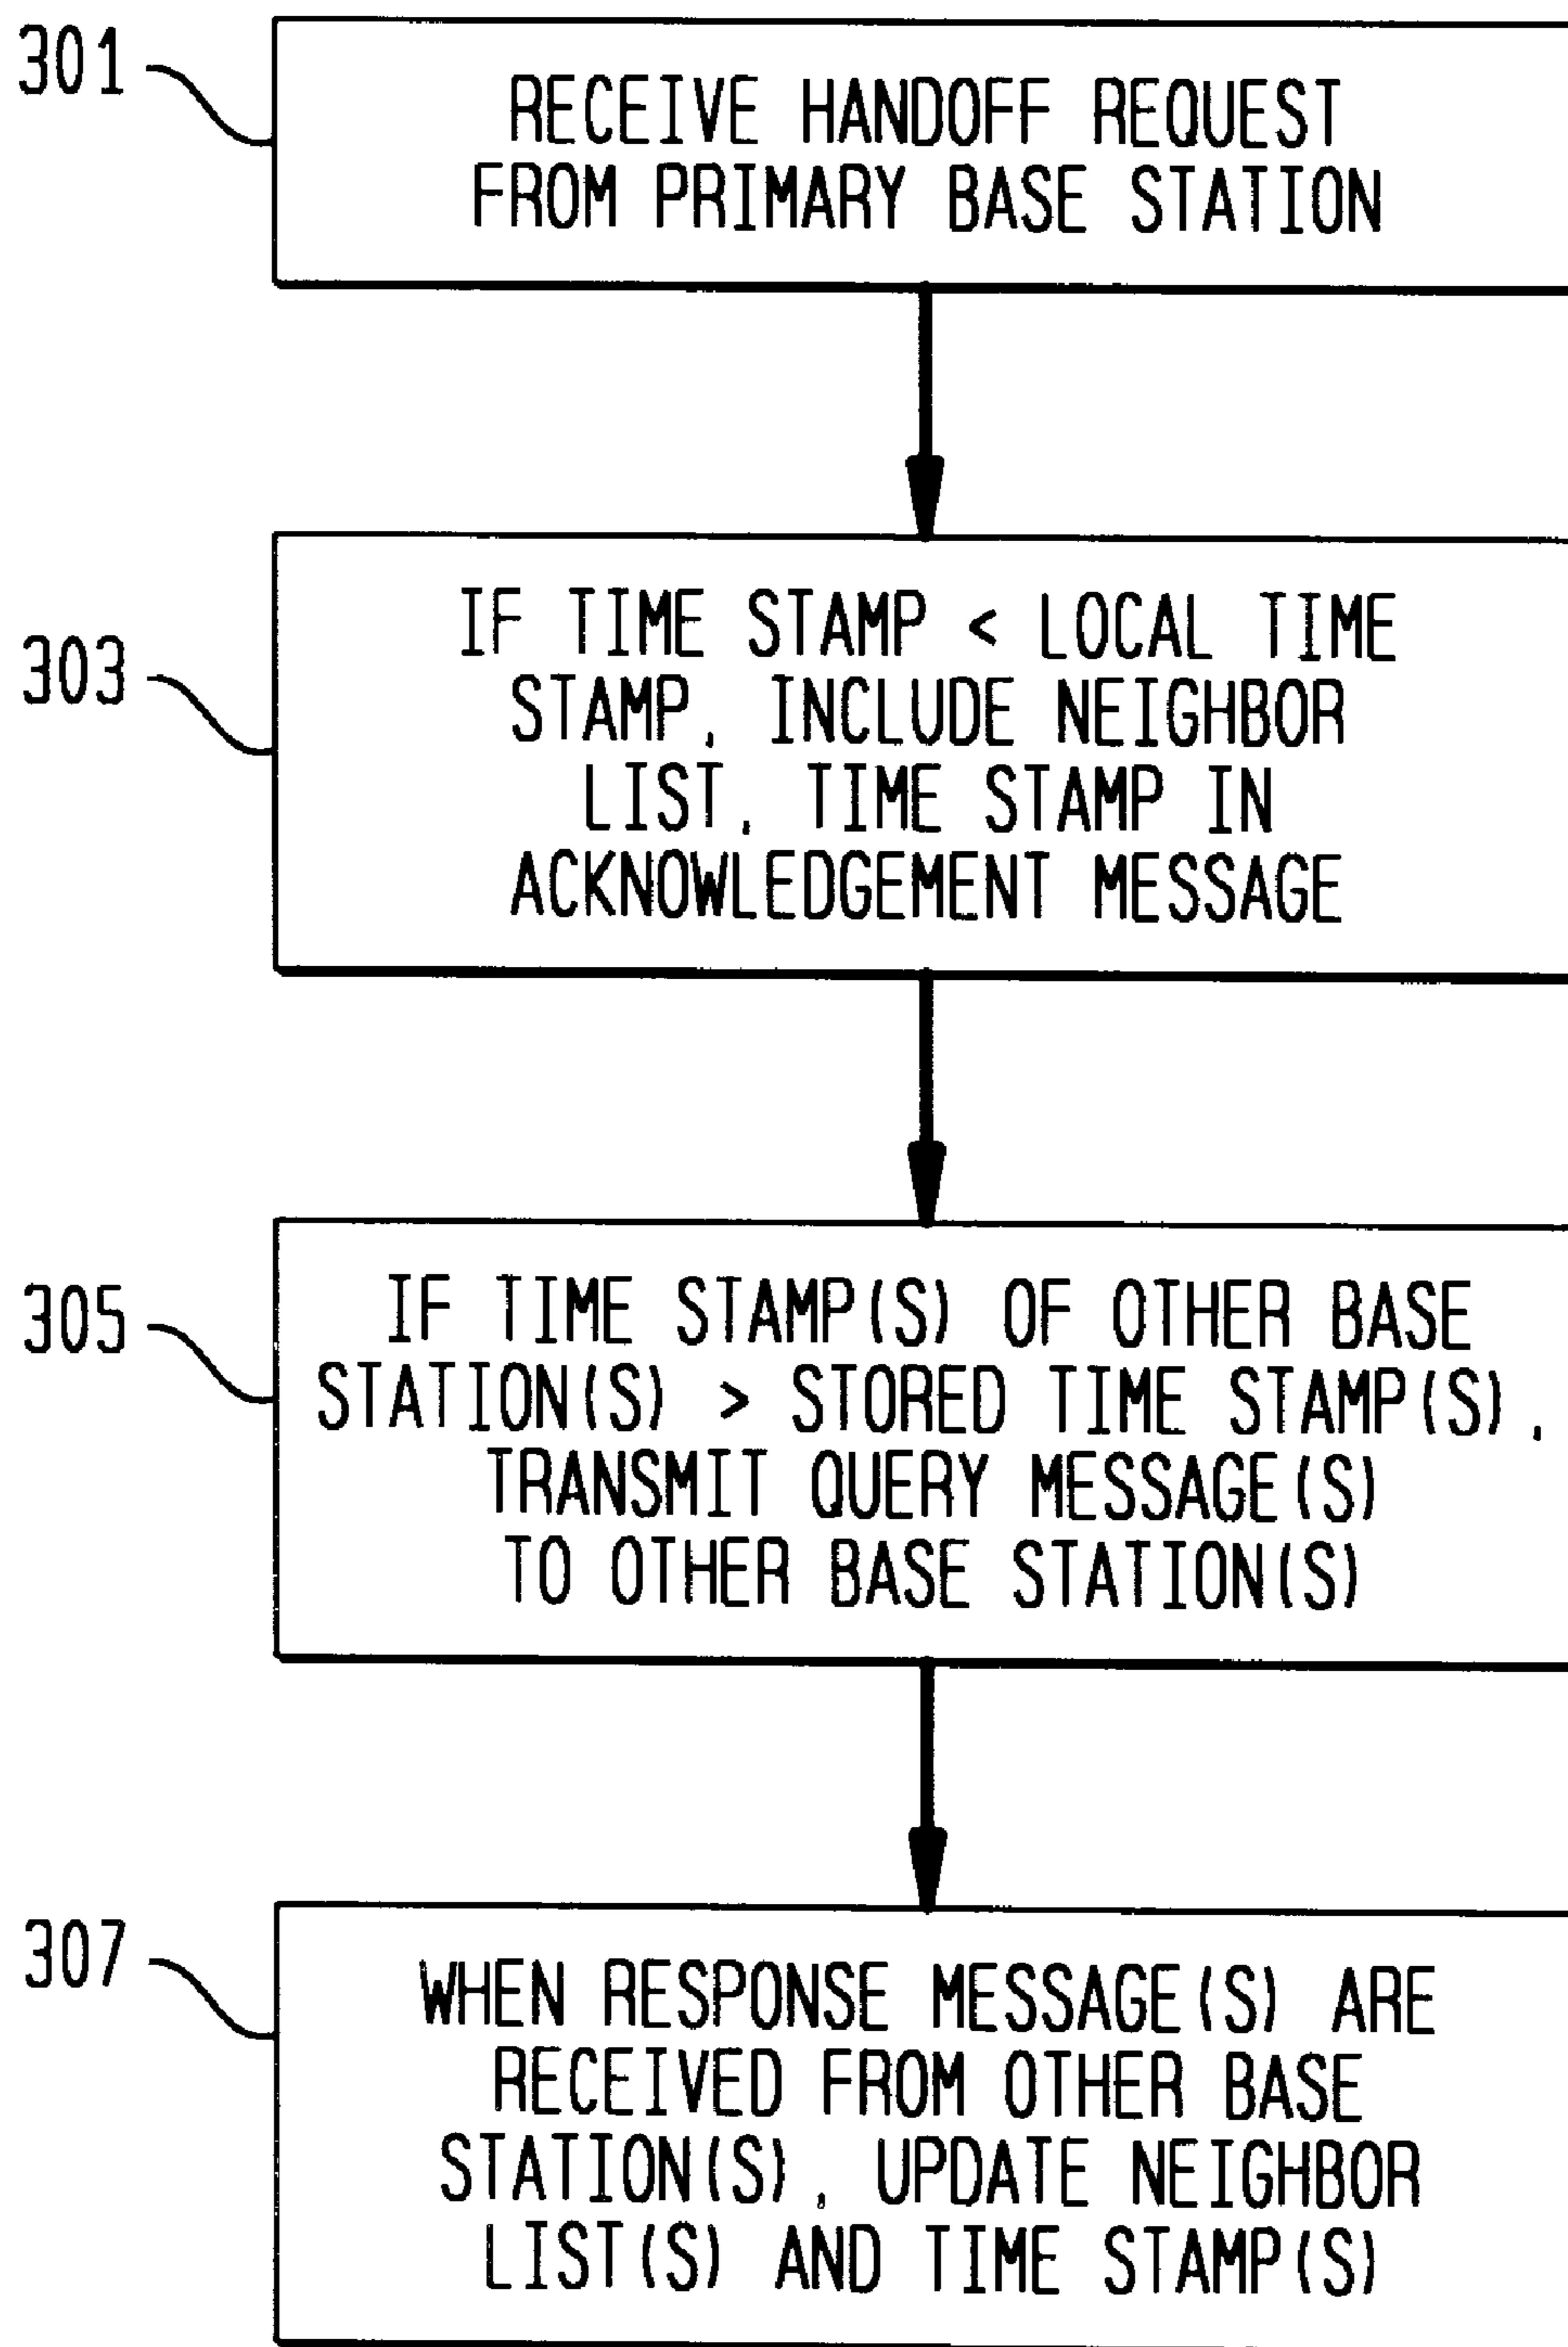 301
RECEIVE HANDOFF REQUEST
FROM PRIMARY BASE STATION
303
IF TIME STAMP < LOCAL TIME
STAMP, INCLUDE NEIGHBOR
LIST, TIME STAMP IN
ACKNOWLEDGEMENT MESSAGE
305
IF TIME STAMP(S) OF OTHER BASE
STATION(S) > STORED TIME STAMP(S),
TRANSMIT QUERY MESSAGE(S)
TO OTHER BASE STATION(S)
307
WHEN RESPONSE MESSAGE(S) ARE
RECEIVED FROM OTHER BASE
STATION(S), UPDATE NEIGHBOR
LIST(S) AND TIME STAMP(S)